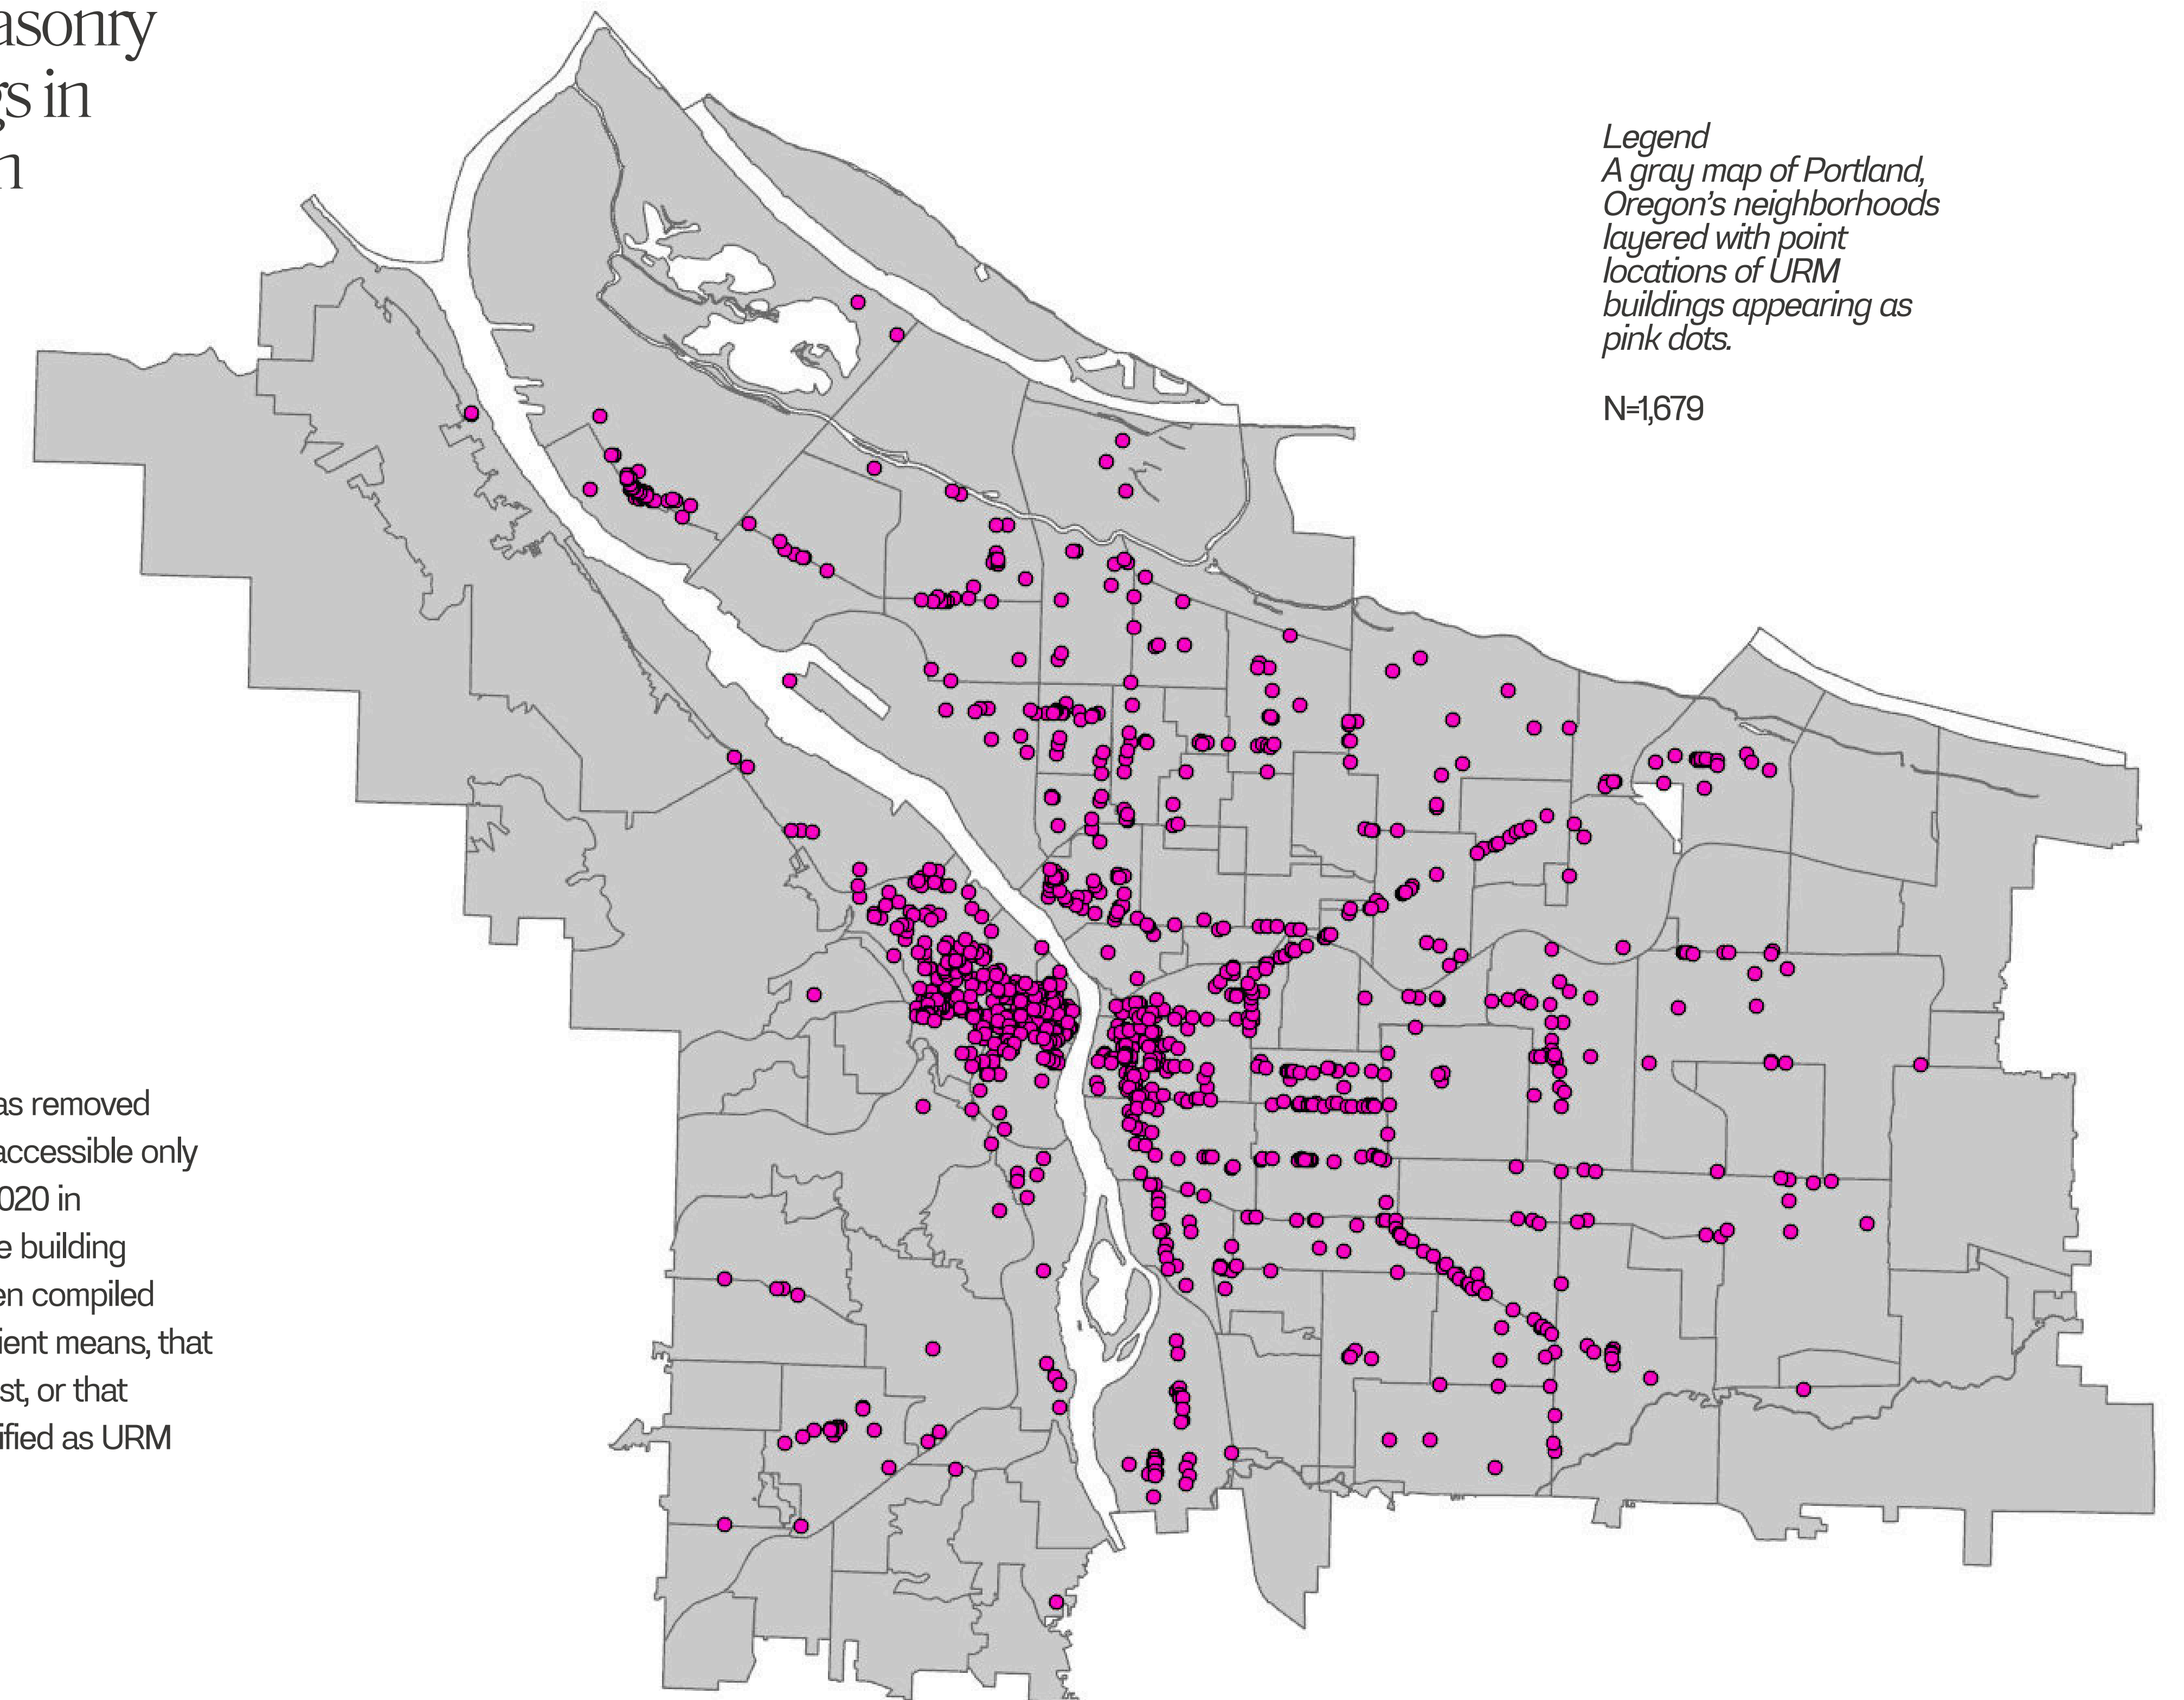 asonry
gs in
n
Legend
A gray map of Portland,
Oregon's neighborhoods
layered with point
locations of URM
buildings appearing as
pink dots.
N=1,679
as removed
accessible only
020 in
e building
en compiled
ient means, that
st, or that
ified as URM